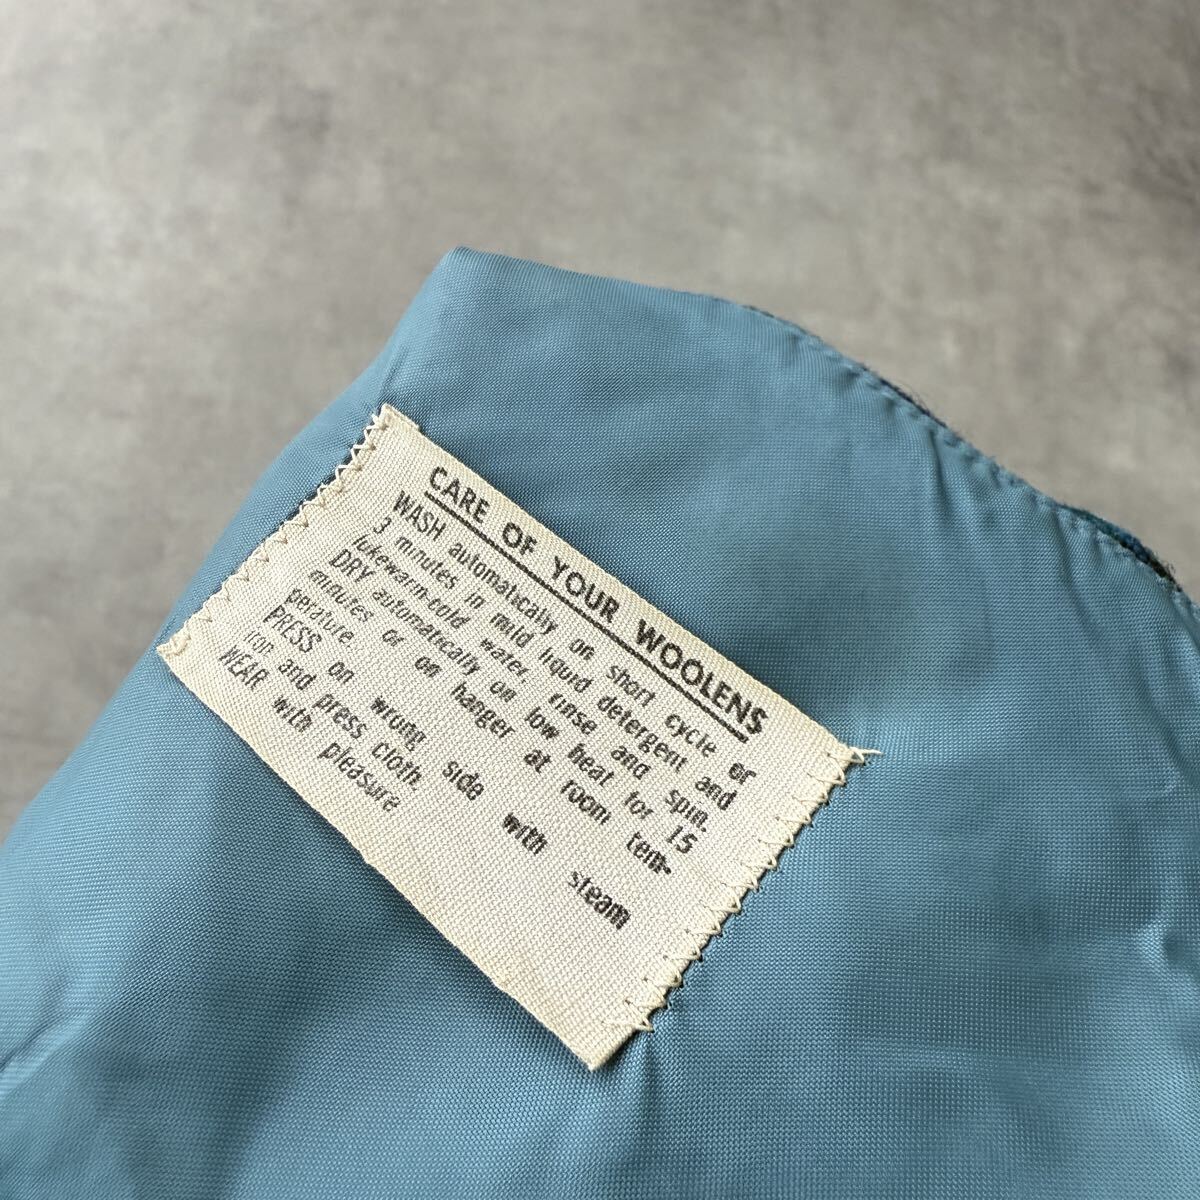 CARE OF YOUR WOOLENS
WASH automatically on short cycle or
3 minutes in mild liquid detergent and
lukewarm-cold water, rinse and spin.
DRY automatically on low heat for 15
minutes or on hanger at room tem-
perature.
PRESS on wrong side with steam
iron and press cloth.
WEAR with pleasure